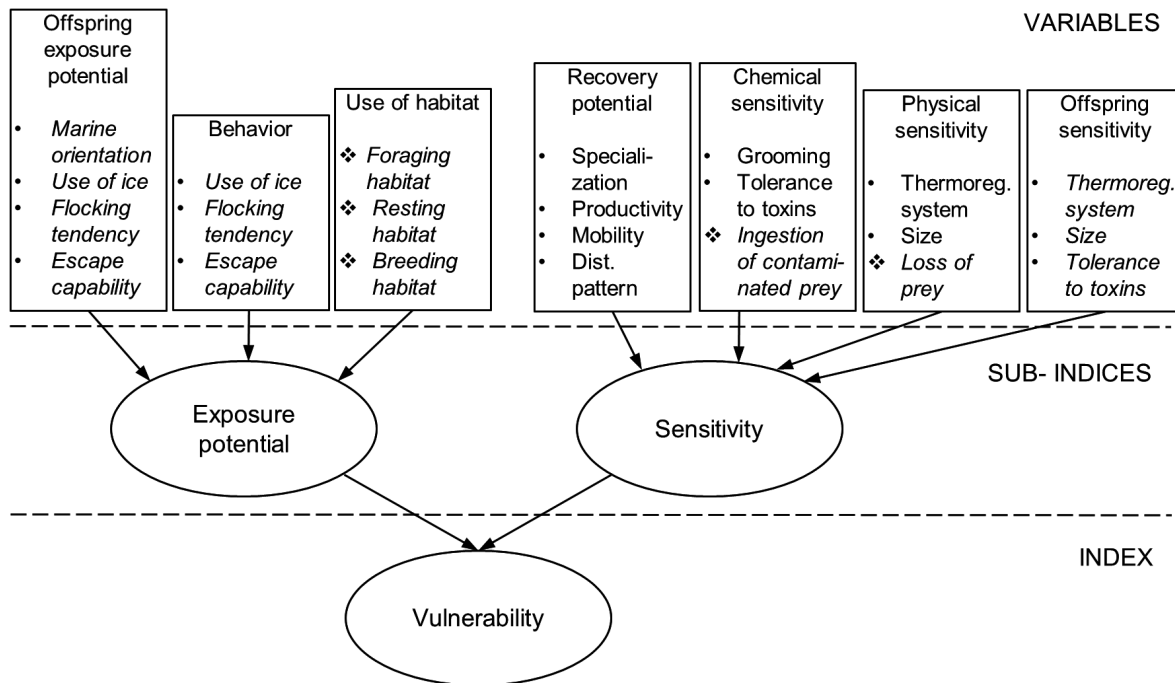 VARIABLES
Offspring
exposure
potential
• Marine
orientation
• Use of ice
• Flocking
tendency
• Escape
capability
Behavior
• Use of ice
• Flocking
tendency
• Escape
capability
Use of habitat
❖ Foraging
habitat
❖ Resting
habitat
❖ Breeding
habitat
Recovery
potential
• Speciali-
zation
• Productivity
• Mobility
• Dist.
pattern
Chemical
sensitivity
• Grooming
• Tolerance
to toxins
❖ Ingestion
of contami-
nated prey
Physical
sensitivity
• Thermoreg.
system
• Size
❖ Loss of
prey
Offspring
sensitivity
• Thermoreg.
system
• Size
• Tolerance
to toxins
SUB- INDICES
Exposure
potential
Sensitivity
INDEX
Vulnerability